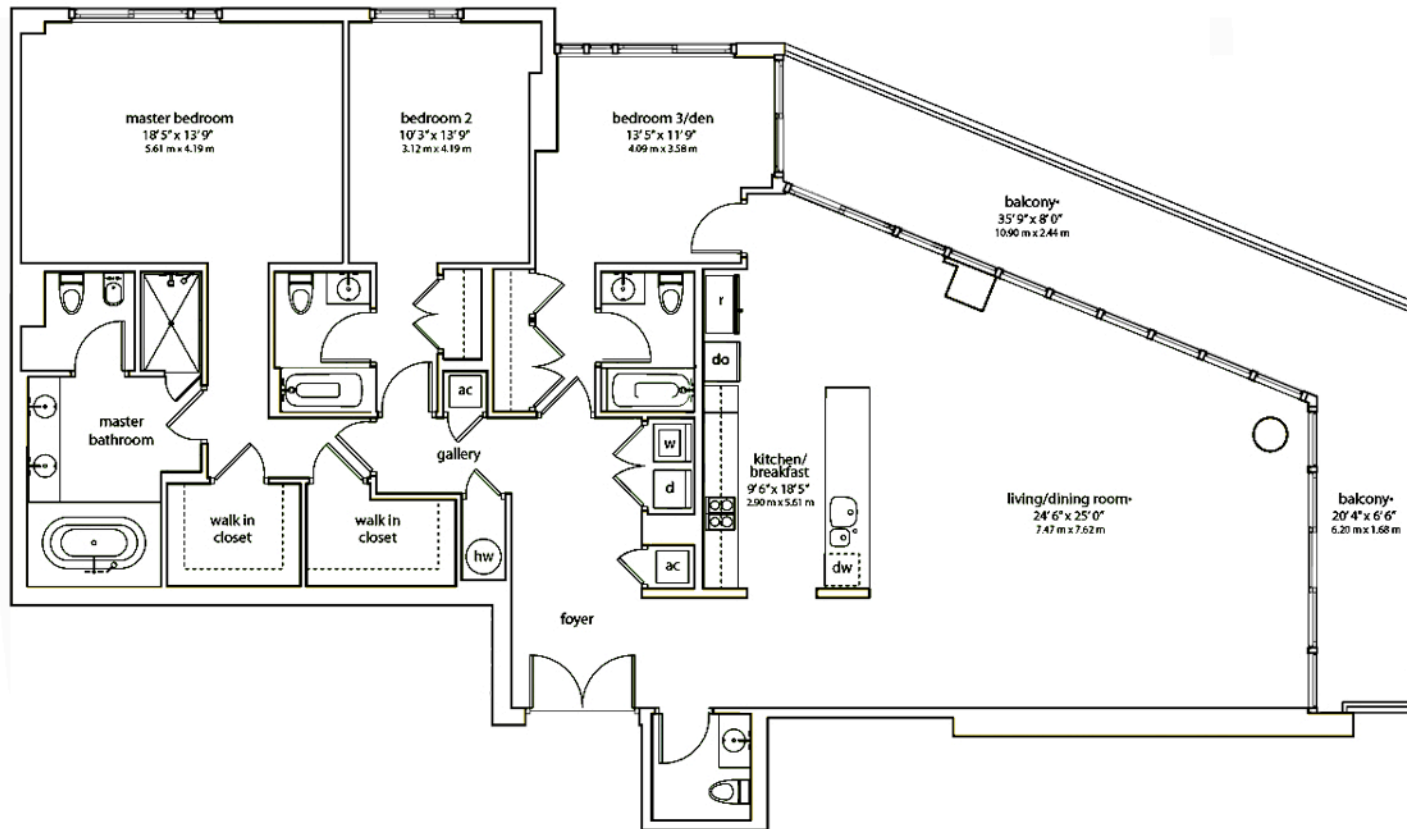 master bedroom
18'5" x 13'9"
5.61 m x 4.19 m
bedroom 2
10'3" x 13'9"
3.12 m x 4.19 m
bedroom 3/den
13'5" x 11'9"
4.09 m x 3.58 m
balcony•
35'9" x 8'0"
10.90 m x 2.44 m
r
do
ac
master
bathroom
gallery
w
d
kitchen/
breakfast
9'6" x 18'5"
2.90 m x 5.61 m
living/dining room•
24'6" x 25'0"
7.47 m x 7.62 m
balcony•
20'4" x 6'6"
6.20 m x 1.68 m
walk in
closet
walk in
closet
hw
ac
dw
foyer